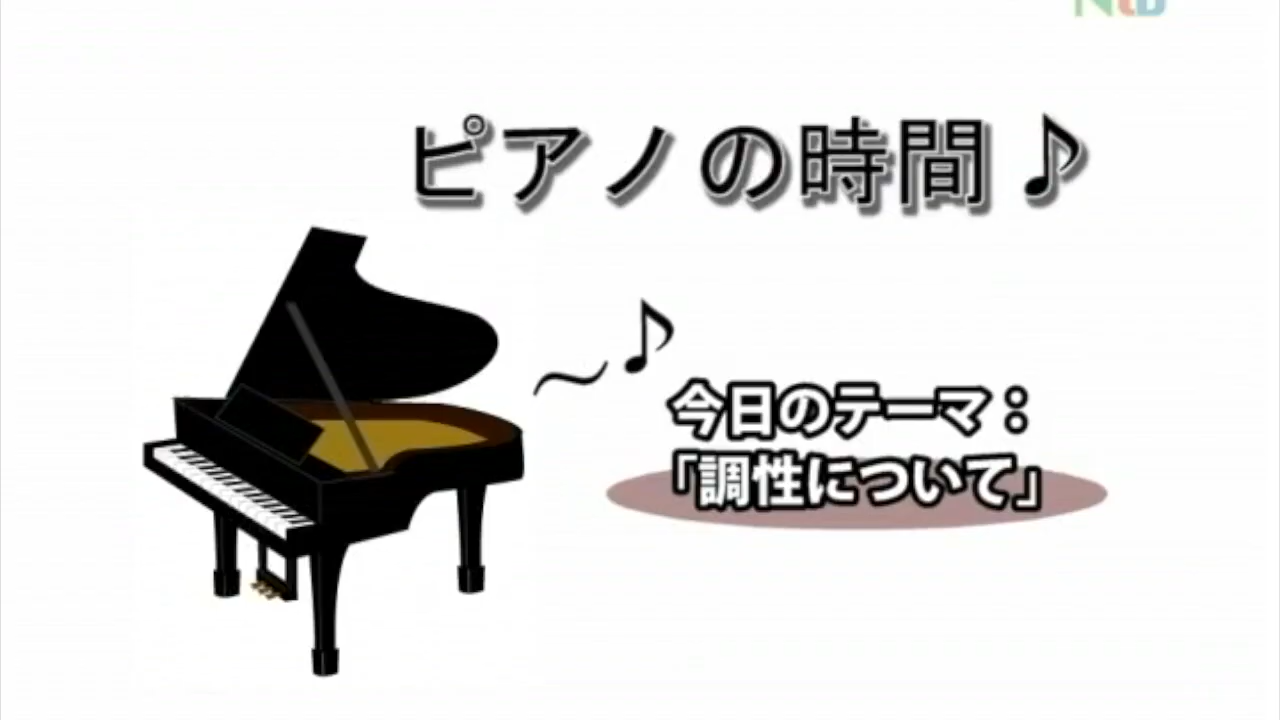 ピアノの時間♪
今日のテーマ：
「調性について」